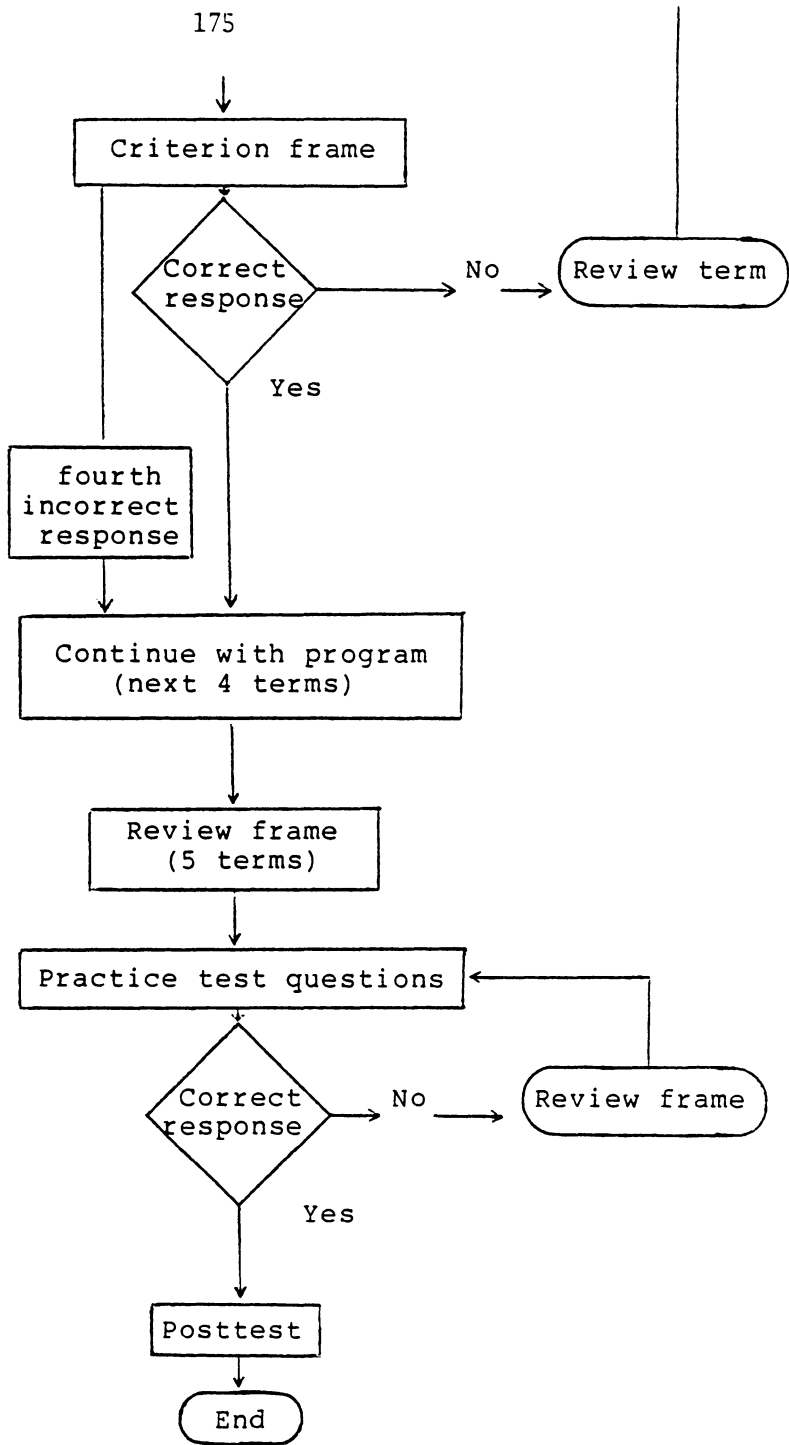 175
Criterion frame
Correct
response
No
Review term
Yes
fourth
incorrect
response
Continue with program
(next 4 terms)
Review frame
(5 terms)
Practice test questions
Correct
response
No
Review frame
Yes
Posttest
End